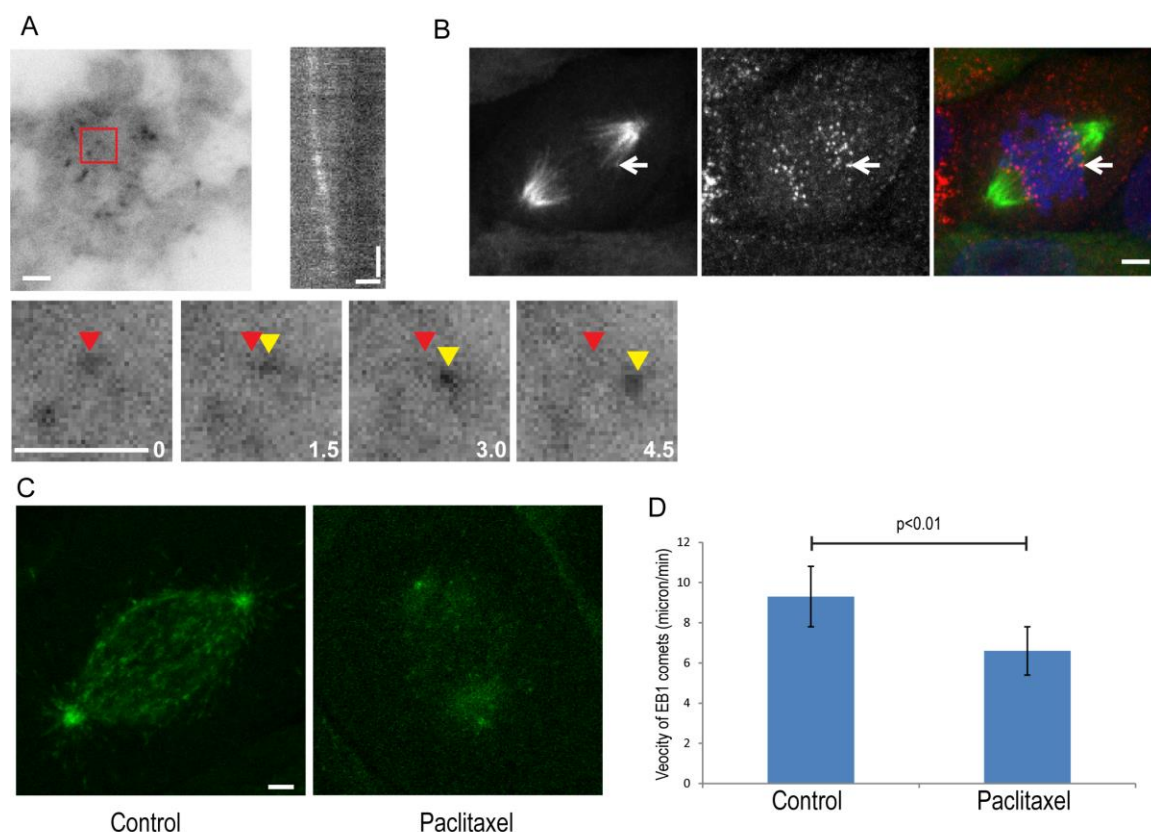 A
B
0
1.5
3.0
4.5
C
Control
Paclitaxel
D
p<0.01
Veocity of EB1 comets (micron/min)
12
10
8
6
4
2
0
Control
Paclitaxel